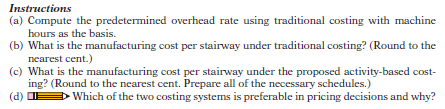 Instructions
(a) Compute the predetermined overhead rate using traditional costing with machine
hours as the basis.
(b) What is the manufacturing cost per stairway under traditional costing? (Round to the
nearest cent.)
(c) What is the manufacturing cost per stairway under the proposed activity-based cost-
ing? (Round to the nearest cent. Prepare all of the necessary schedules.)
(d) Which of the two costing systems is preferable in pricing decisions and why?